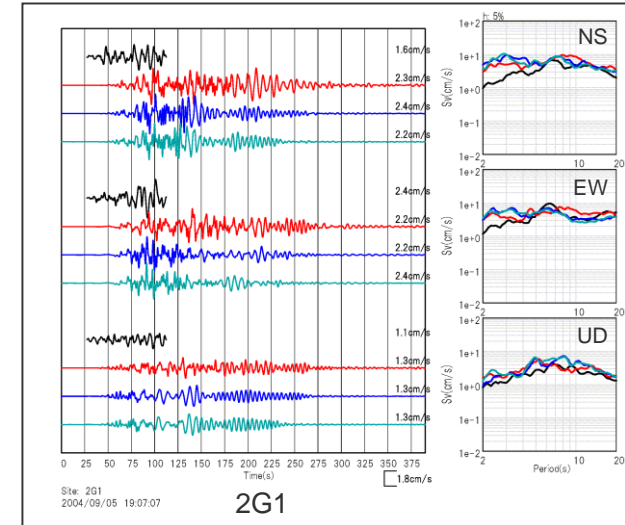 1.6cm/s
2.3cm/s
2.4cm/s
2.2cm/s
2.4cm/s
2.2cm/s
2.2cm/s
2.4cm/s
1.1cm/s
1.3cm/s
1.3cm/s
1.3cm/s
0 25 50 75 100 125 150 175 200 225 250 275 300 325 350 375
Time(s)
1.8cm/s
Site: 2G1
2004/09/05 19:07:07
2G1
h: 5%
NS
1e+2
1e+1
1e+0
1e-1
1e-2
Sv(cm/s)
2 10 20
EW
1e+2
1e+1
1e+0
1e-1
1e-2
Sv(cm/s)
2 10 20
UD
1e+2
1e+1
1e+0
1e-1
1e-2
Sv(cm/s)
2 10 20
Period(s)